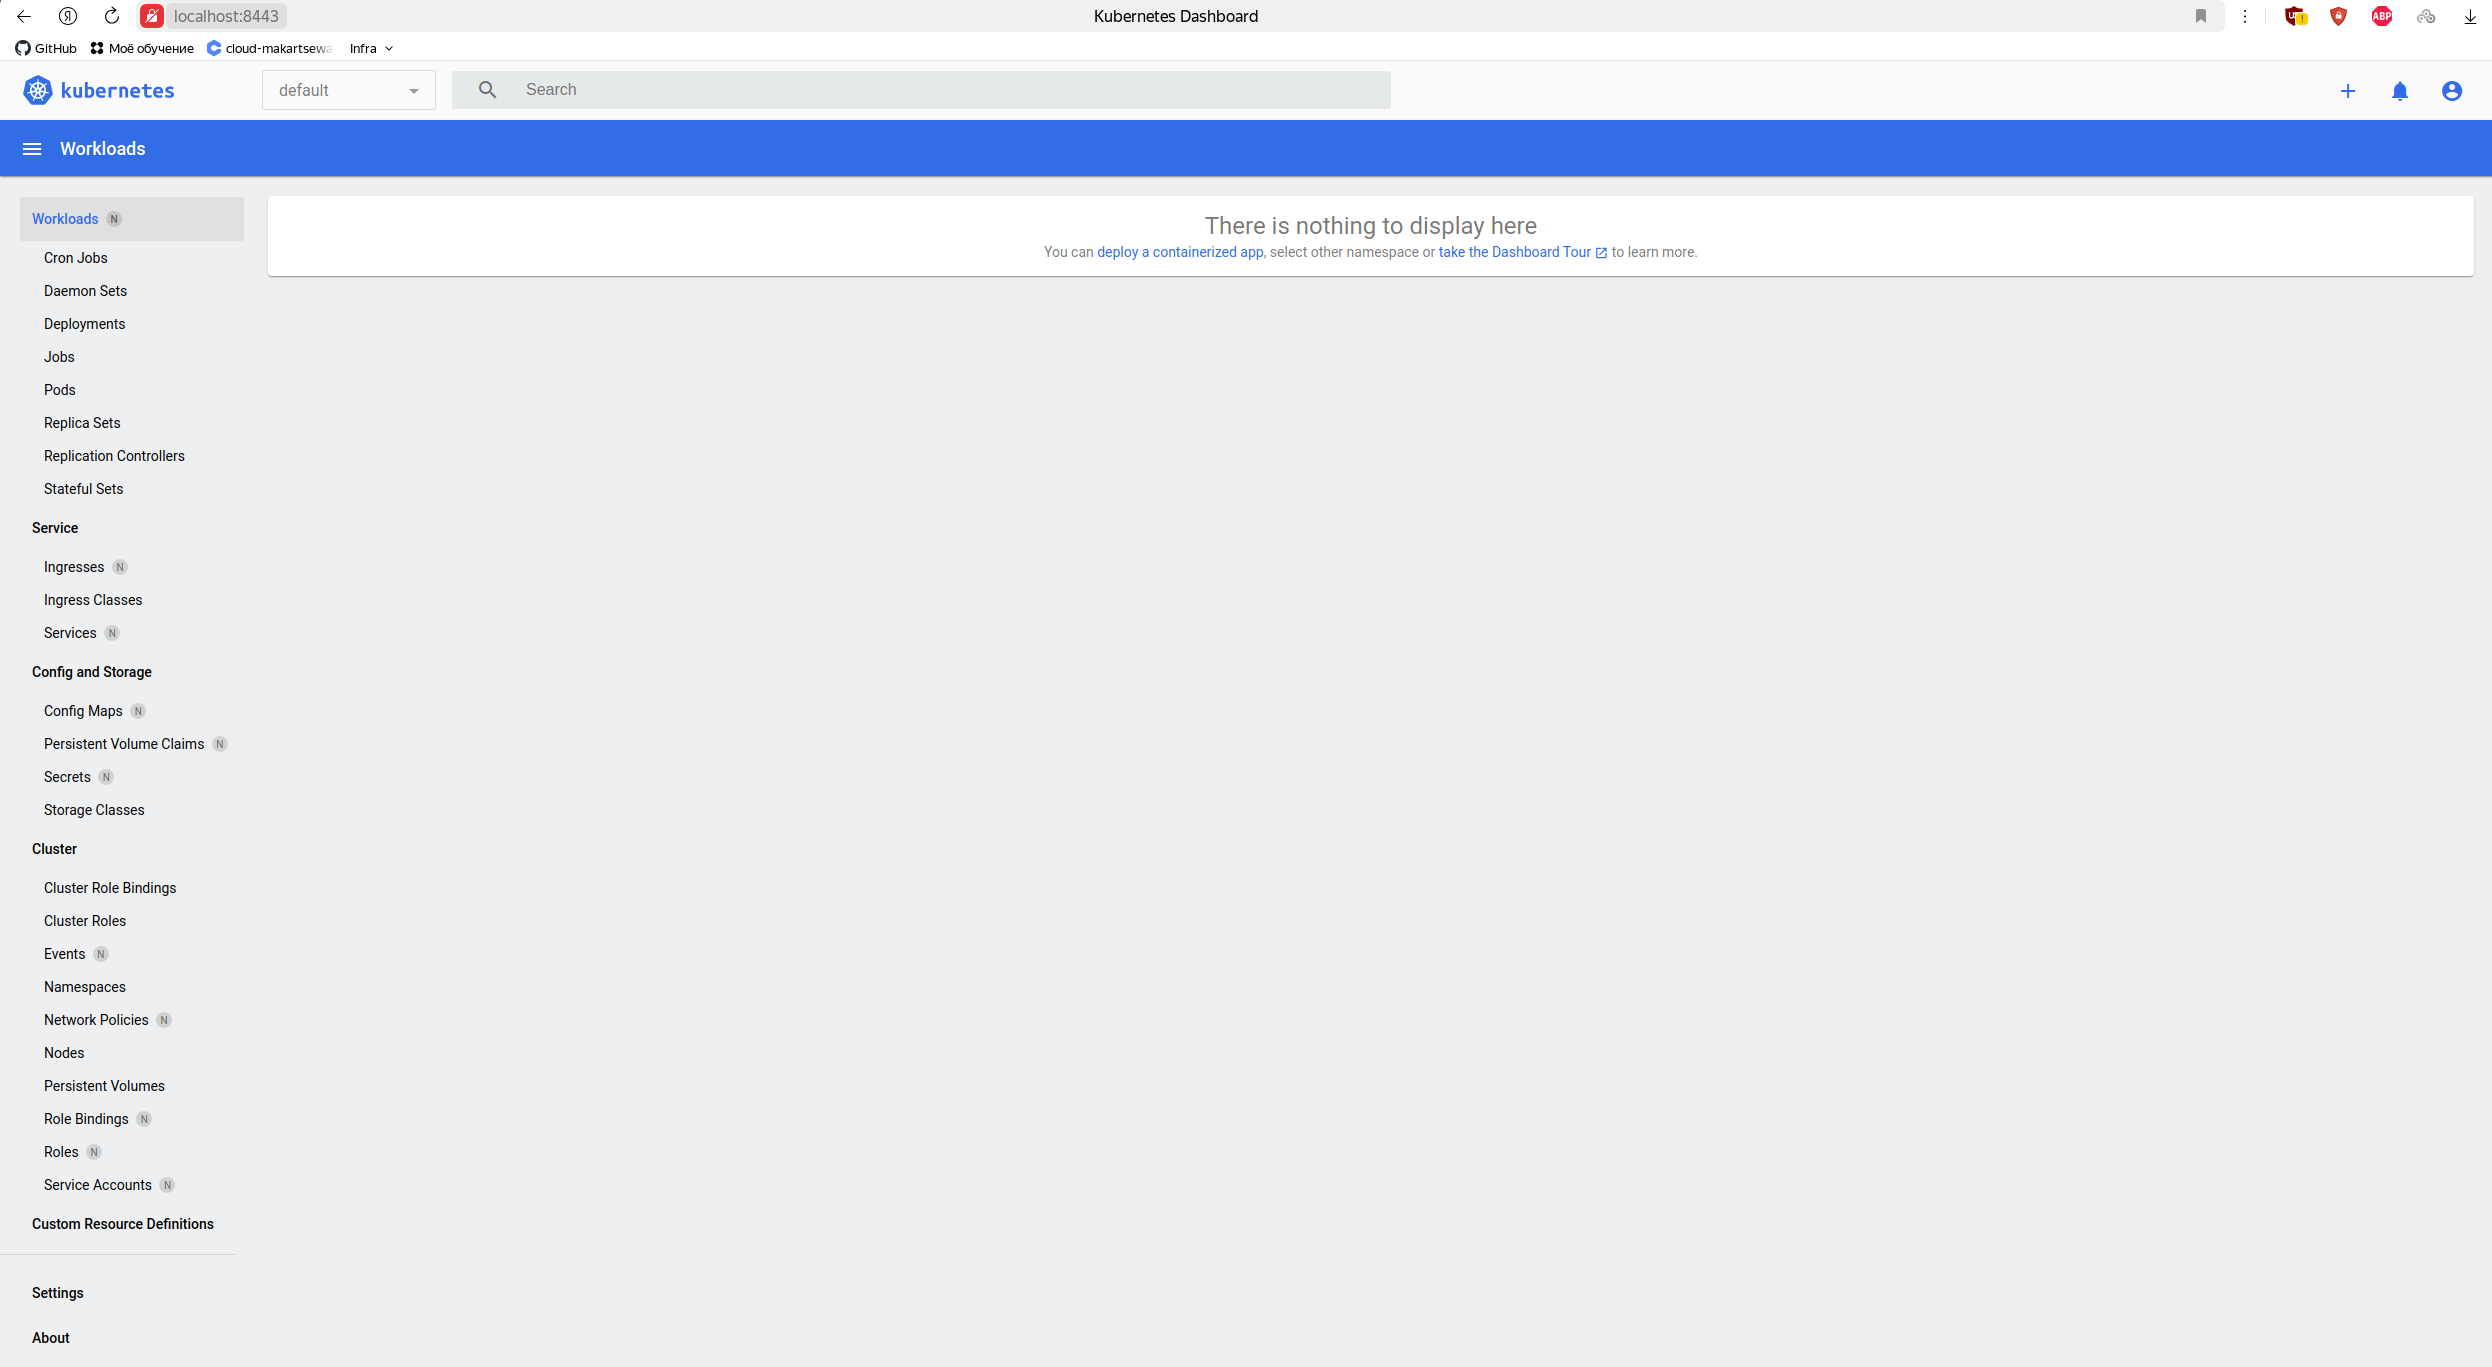 localhost:8443
Kubernetes Dashboard
GitHub Моё обучение cloud-makartsewa Infra
kubernetes
default
Search
Workloads
Workloads N
Cron Jobs
Daemon Sets
Deployments
Jobs
Pods
Replica Sets
Replication Controllers
Stateful Sets
Service
Ingresses N
Ingress Classes
Services N
Config and Storage
Config Maps N
Persistent Volume Claims N
Secrets N
Storage Classes
Cluster
Cluster Role Bindings
Cluster Roles
Events N
Namespaces
Network Policies N
Nodes
Persistent Volumes
Role Bindings N
Roles N
Service Accounts N
Custom Resource Definitions
Settings
About
There is nothing to display here
You can deploy a containerized app, select other namespace or take the Dashboard Tour to learn more.
ABP